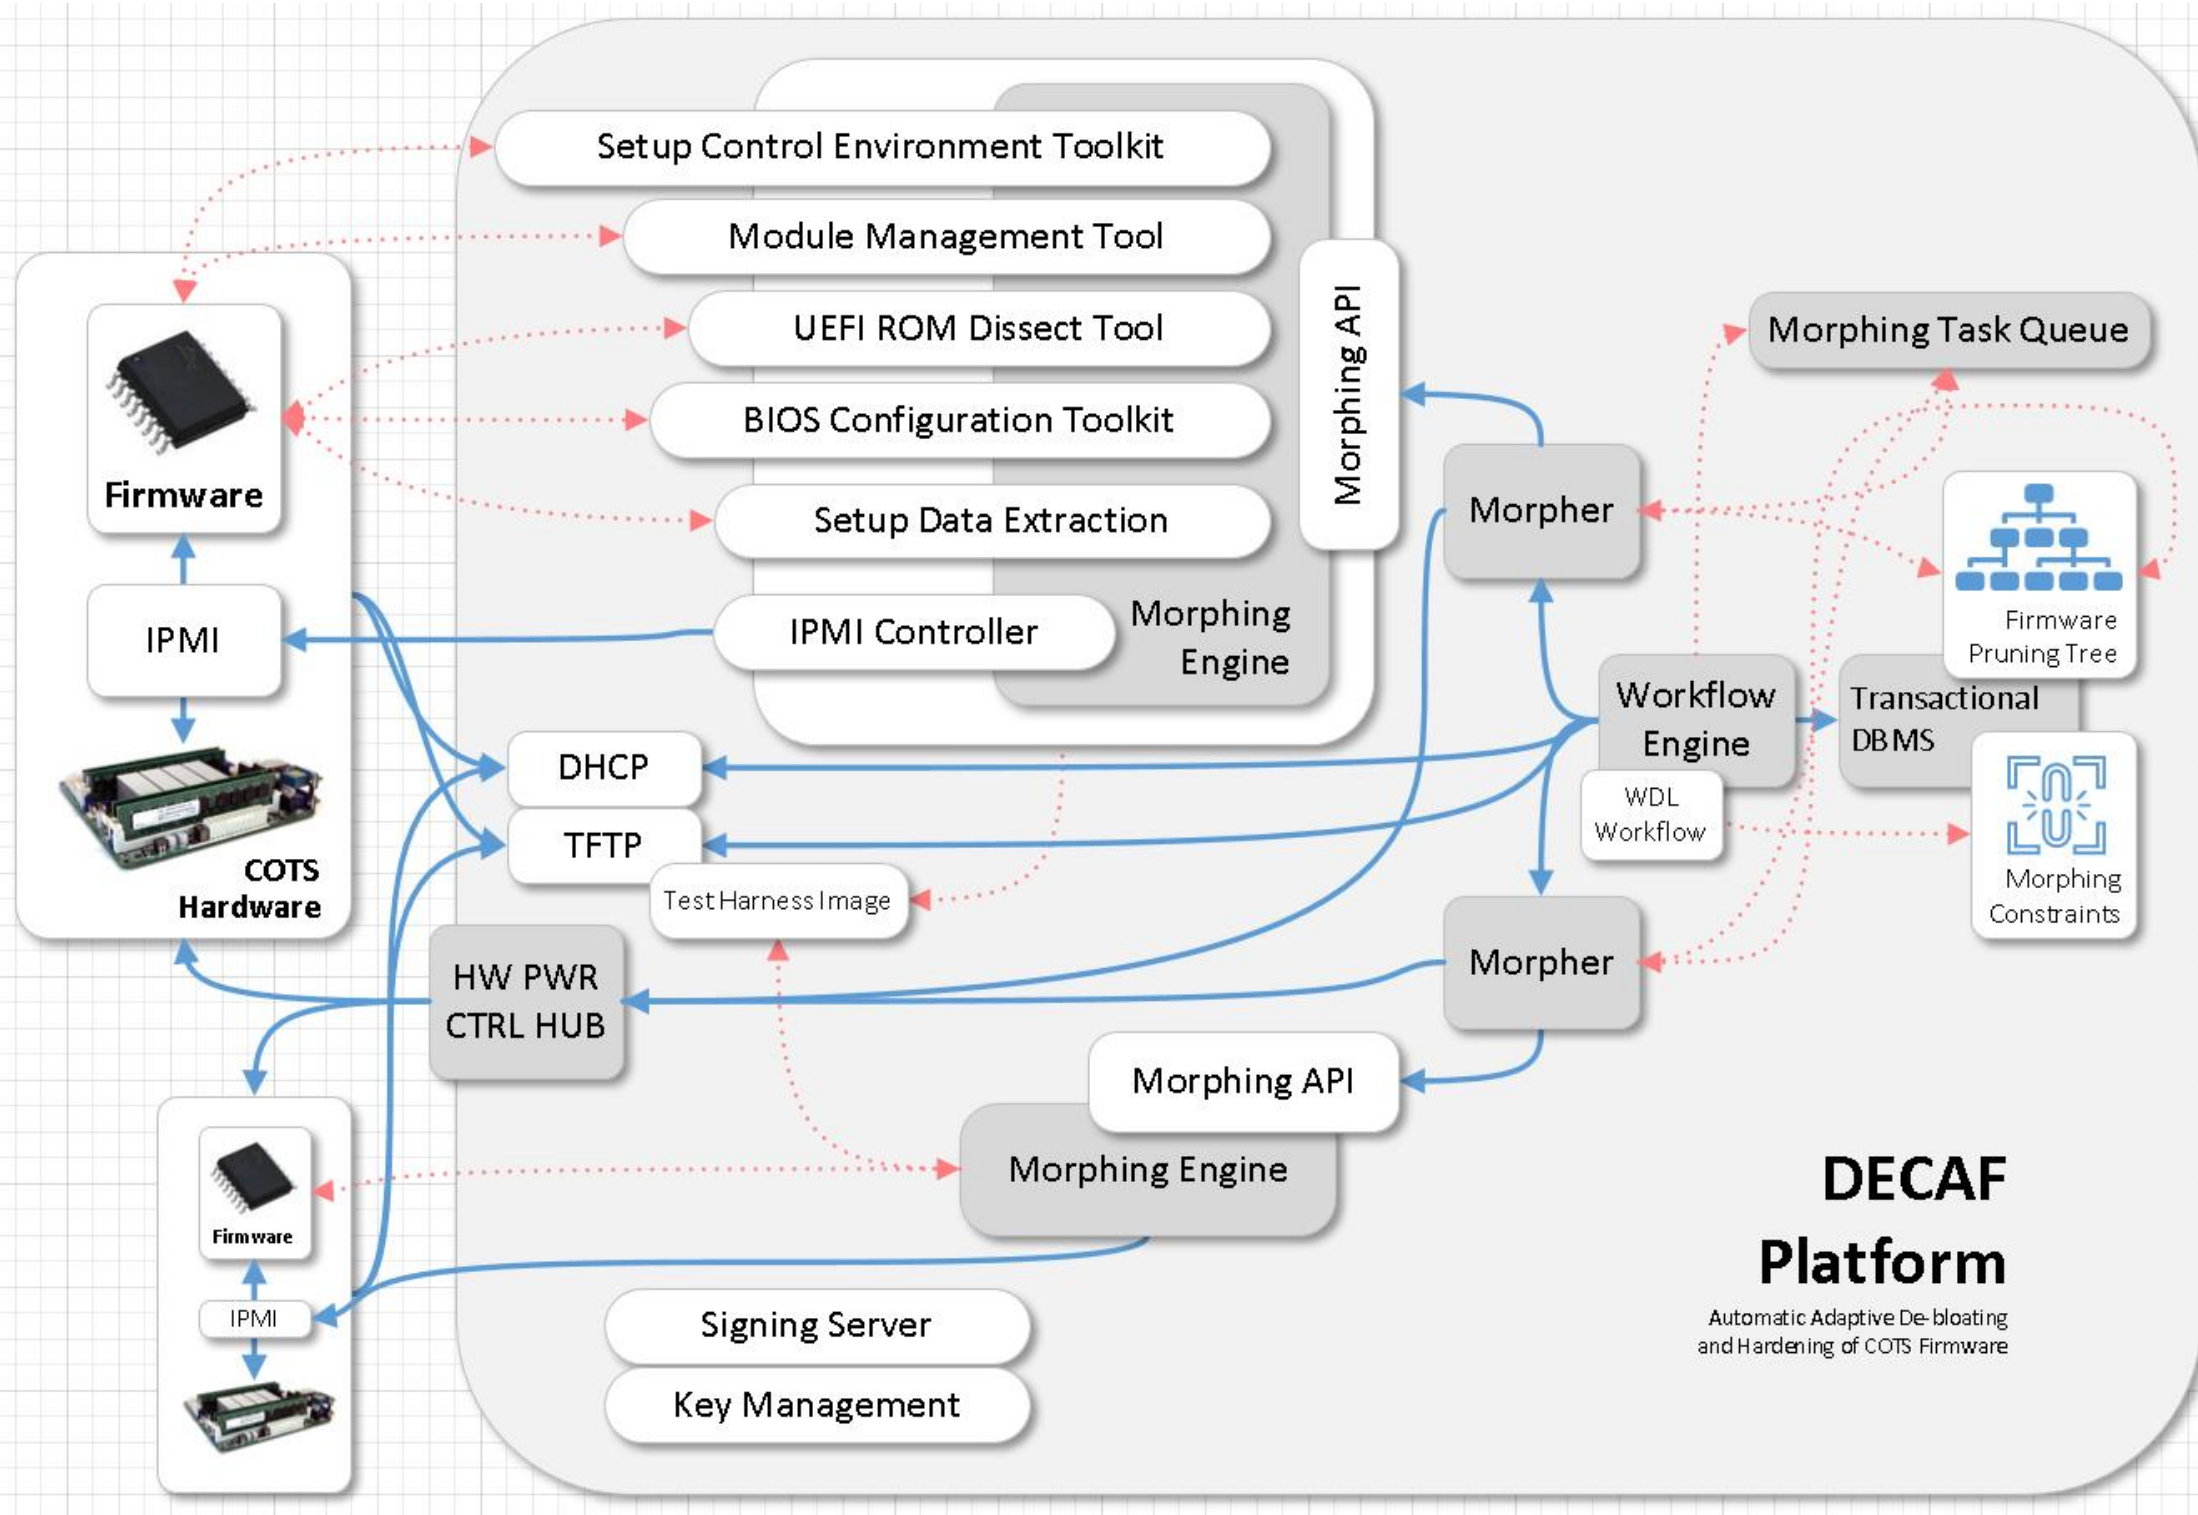 Setup Control Environment Toolkit
Module Management Tool
UEFI ROM Dissect Tool
BIOS Configuration Toolkit
Setup Data Extraction
IPMI Controller
Morphing
Engine
Morphing API
Firmware
IPMI
COTS
Hardware
DHCP
TFTP
Test Harness Image
HW PWR
CTRL HUB
Morpher
Morphing Task Queue
Firmware
Pruning Tree
Workflow
Engine
WDL
Workflow
Transactional
DBMS
Morphing
Constraints
Morpher
Morphing API
Morphing Engine
Firmware
IPMI
Signing Server
Key Management
DECAF
Platform
Automatic Adaptive De-bloating
and Hardening of COTS Firmware